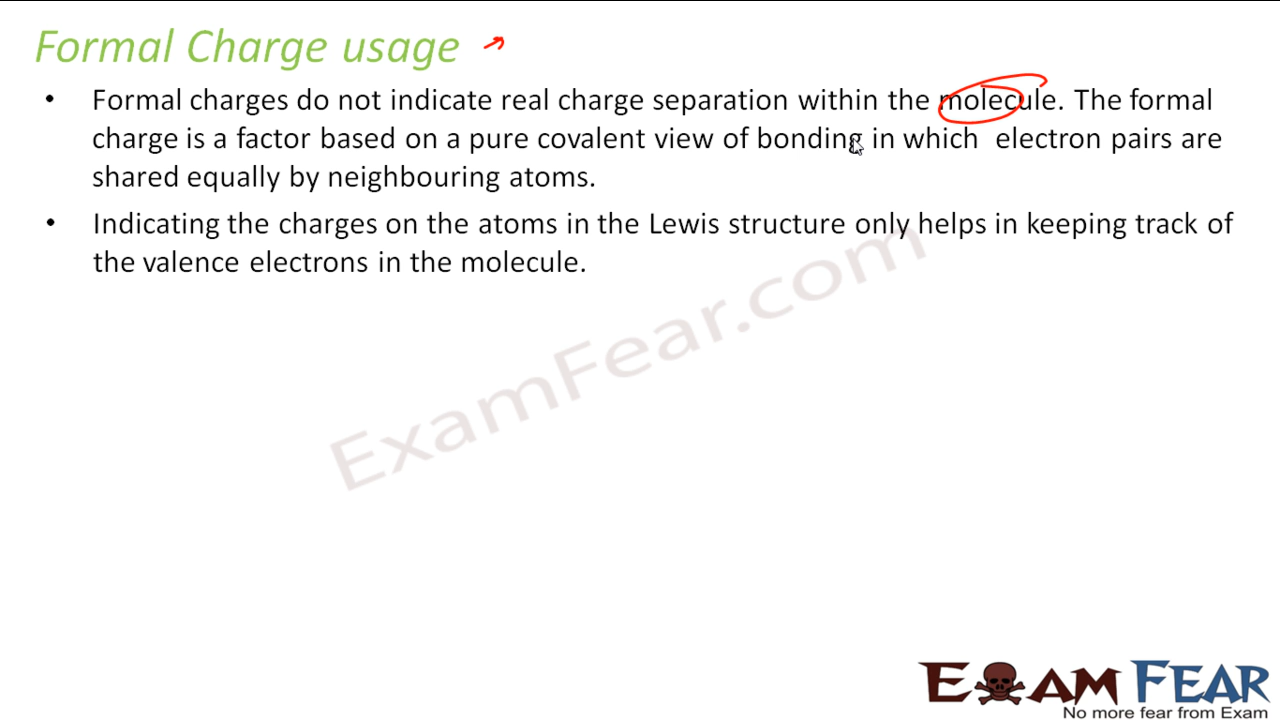 Formal Charge usage
• Formal charges do not indicate real charge separation within the molecule. The formal
charge is a factor based on a pure covalent view of bonding in which electron pairs are
shared equally by neighbouring atoms.
• Indicating the charges on the atoms in the Lewis structure only helps in keeping track of
the valence electrons in the molecule.
ExamFear.com
EXAM FEAR
No more fear from Exam